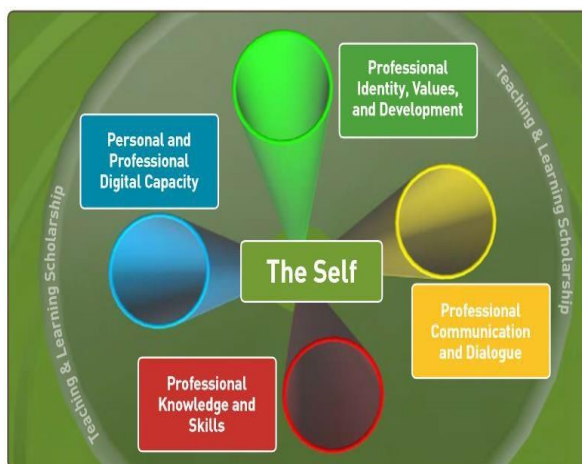 Professional
Identity, Values,
and Development
Teaching & Learning Scholarship
Personal and
Professional
Digital Capacity
The Self
Professional
Communication
and Dialogue
Teaching & Learning Scholarship
Professional
Knowledge and
Skills